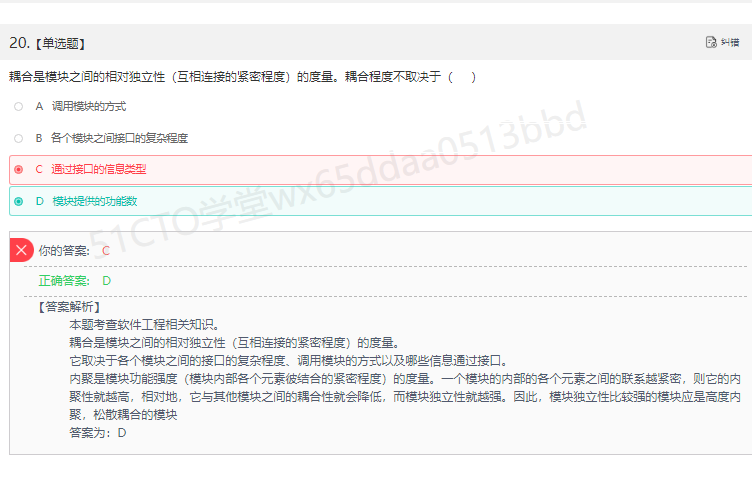 20.【单选题】
纠错
耦合是模块之间的相对独立性（互相连接的紧密程度）的度量。耦合程度不取决于（ ）
A 调用模块的方式
B 各个模块之间接口的复杂程度
C 通过接口的信息类型
D 模块提供的功能数
51CTO学堂wx65ddaa0513bbd
你的答案: C
正确答案: D
【答案解析】
本题考查软件工程相关知识。
耦合是模块之间的相对独立性（互相连接的紧密程度）的度量。
它取决于各个模块之间的接口的复杂程度、调用模块的方式以及哪些信息通过接口。
内聚是模块功能强度（模块内部各个元素彼结合的紧密程度）的度量。一个模块的内部的各个元素之间的联系越紧密，则它的内
聚性就越高，相对地，它与其他模块之间的耦合性就会降低，而模块独立性就越强。因此，模块独立性比较强的模块应是高度内
聚，松散耦合的模块
答案为：D